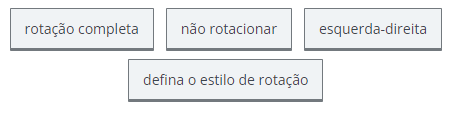 rotação completa
não rotacionar
esquerda-direita
defina o estilo de rotação